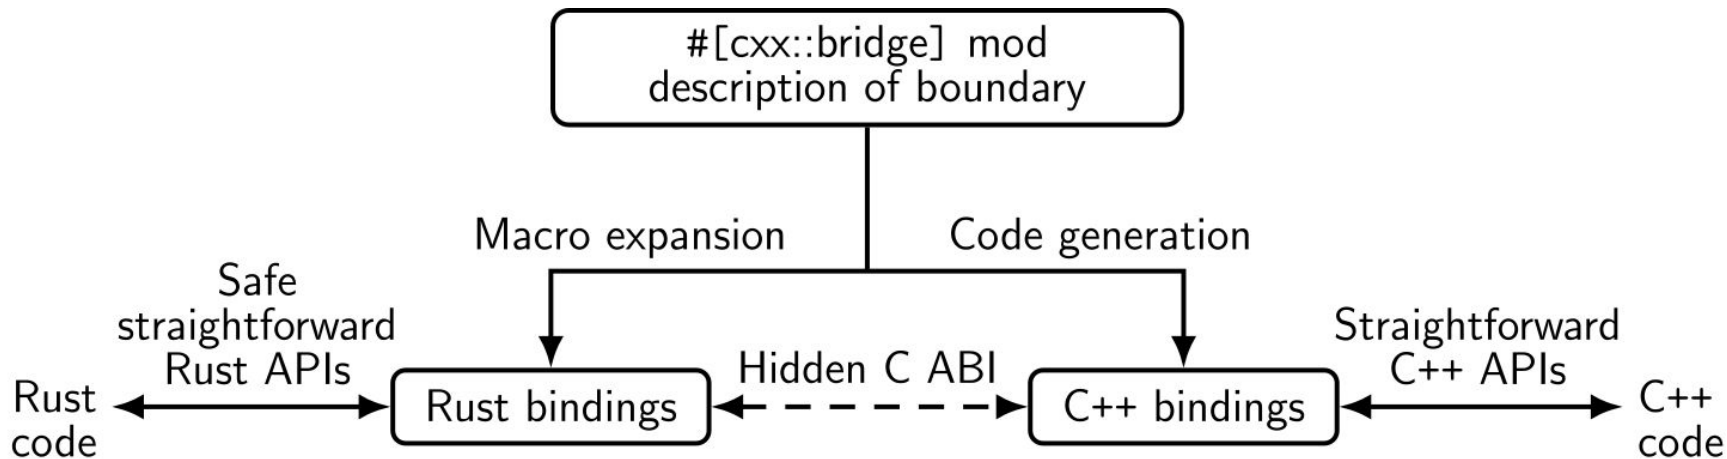 #[cxx::bridge] mod
description of boundary
Macro expansion
Code generation
Safe
straightforward
Rust APIs
Straightforward
C++ APIs
Hidden C ABI
Rust
code
Rust bindings
C++ bindings
C++
code